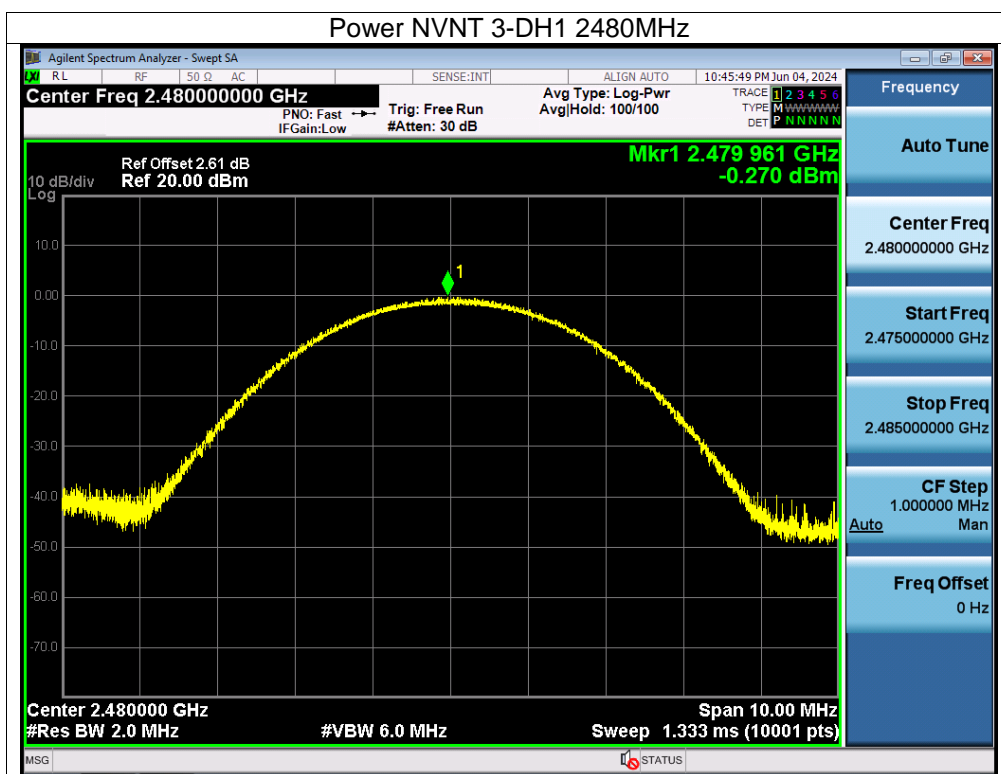 Power NVNT 3-DH1 2480MHz
Agilent Spectrum Analyzer - Swept SA
LXI RL RF 50 Ω AC SENSE:INT ALIGN AUTO 10:45:49 PM Jun 04, 2024
Center Freq 2.480000000 GHz
PNO: Fast
IFGain:Low
Trig: Free Run
#Atten: 30 dB
Avg Type: Log-Pwr
Avg|Hold: 100/100
TRACE 1 2 3 4 5 6
TYPE M WWWWW
DET P N N N N N
Mkr1 2.479 961 GHz
-0.270 dBm
Ref Offset 2.61 dB
10 dB/div Ref 20.00 dBm
Log
10.0
0.00
-10.0
-20.0
-30.0
-40.0
-50.0
-60.0
-70.0
1
Center 2.480000 GHz Span 10.00 MHz
#Res BW 2.0 MHz #VBW 6.0 MHz Sweep 1.333 ms (10001 pts)
MSG STATUS
Frequency
Auto Tune
Center Freq
2.480000000 GHz
Start Freq
2.475000000 GHz
Stop Freq
2.485000000 GHz
CF Step
1.000000 MHz
Auto Man
Freq Offset
0 Hz